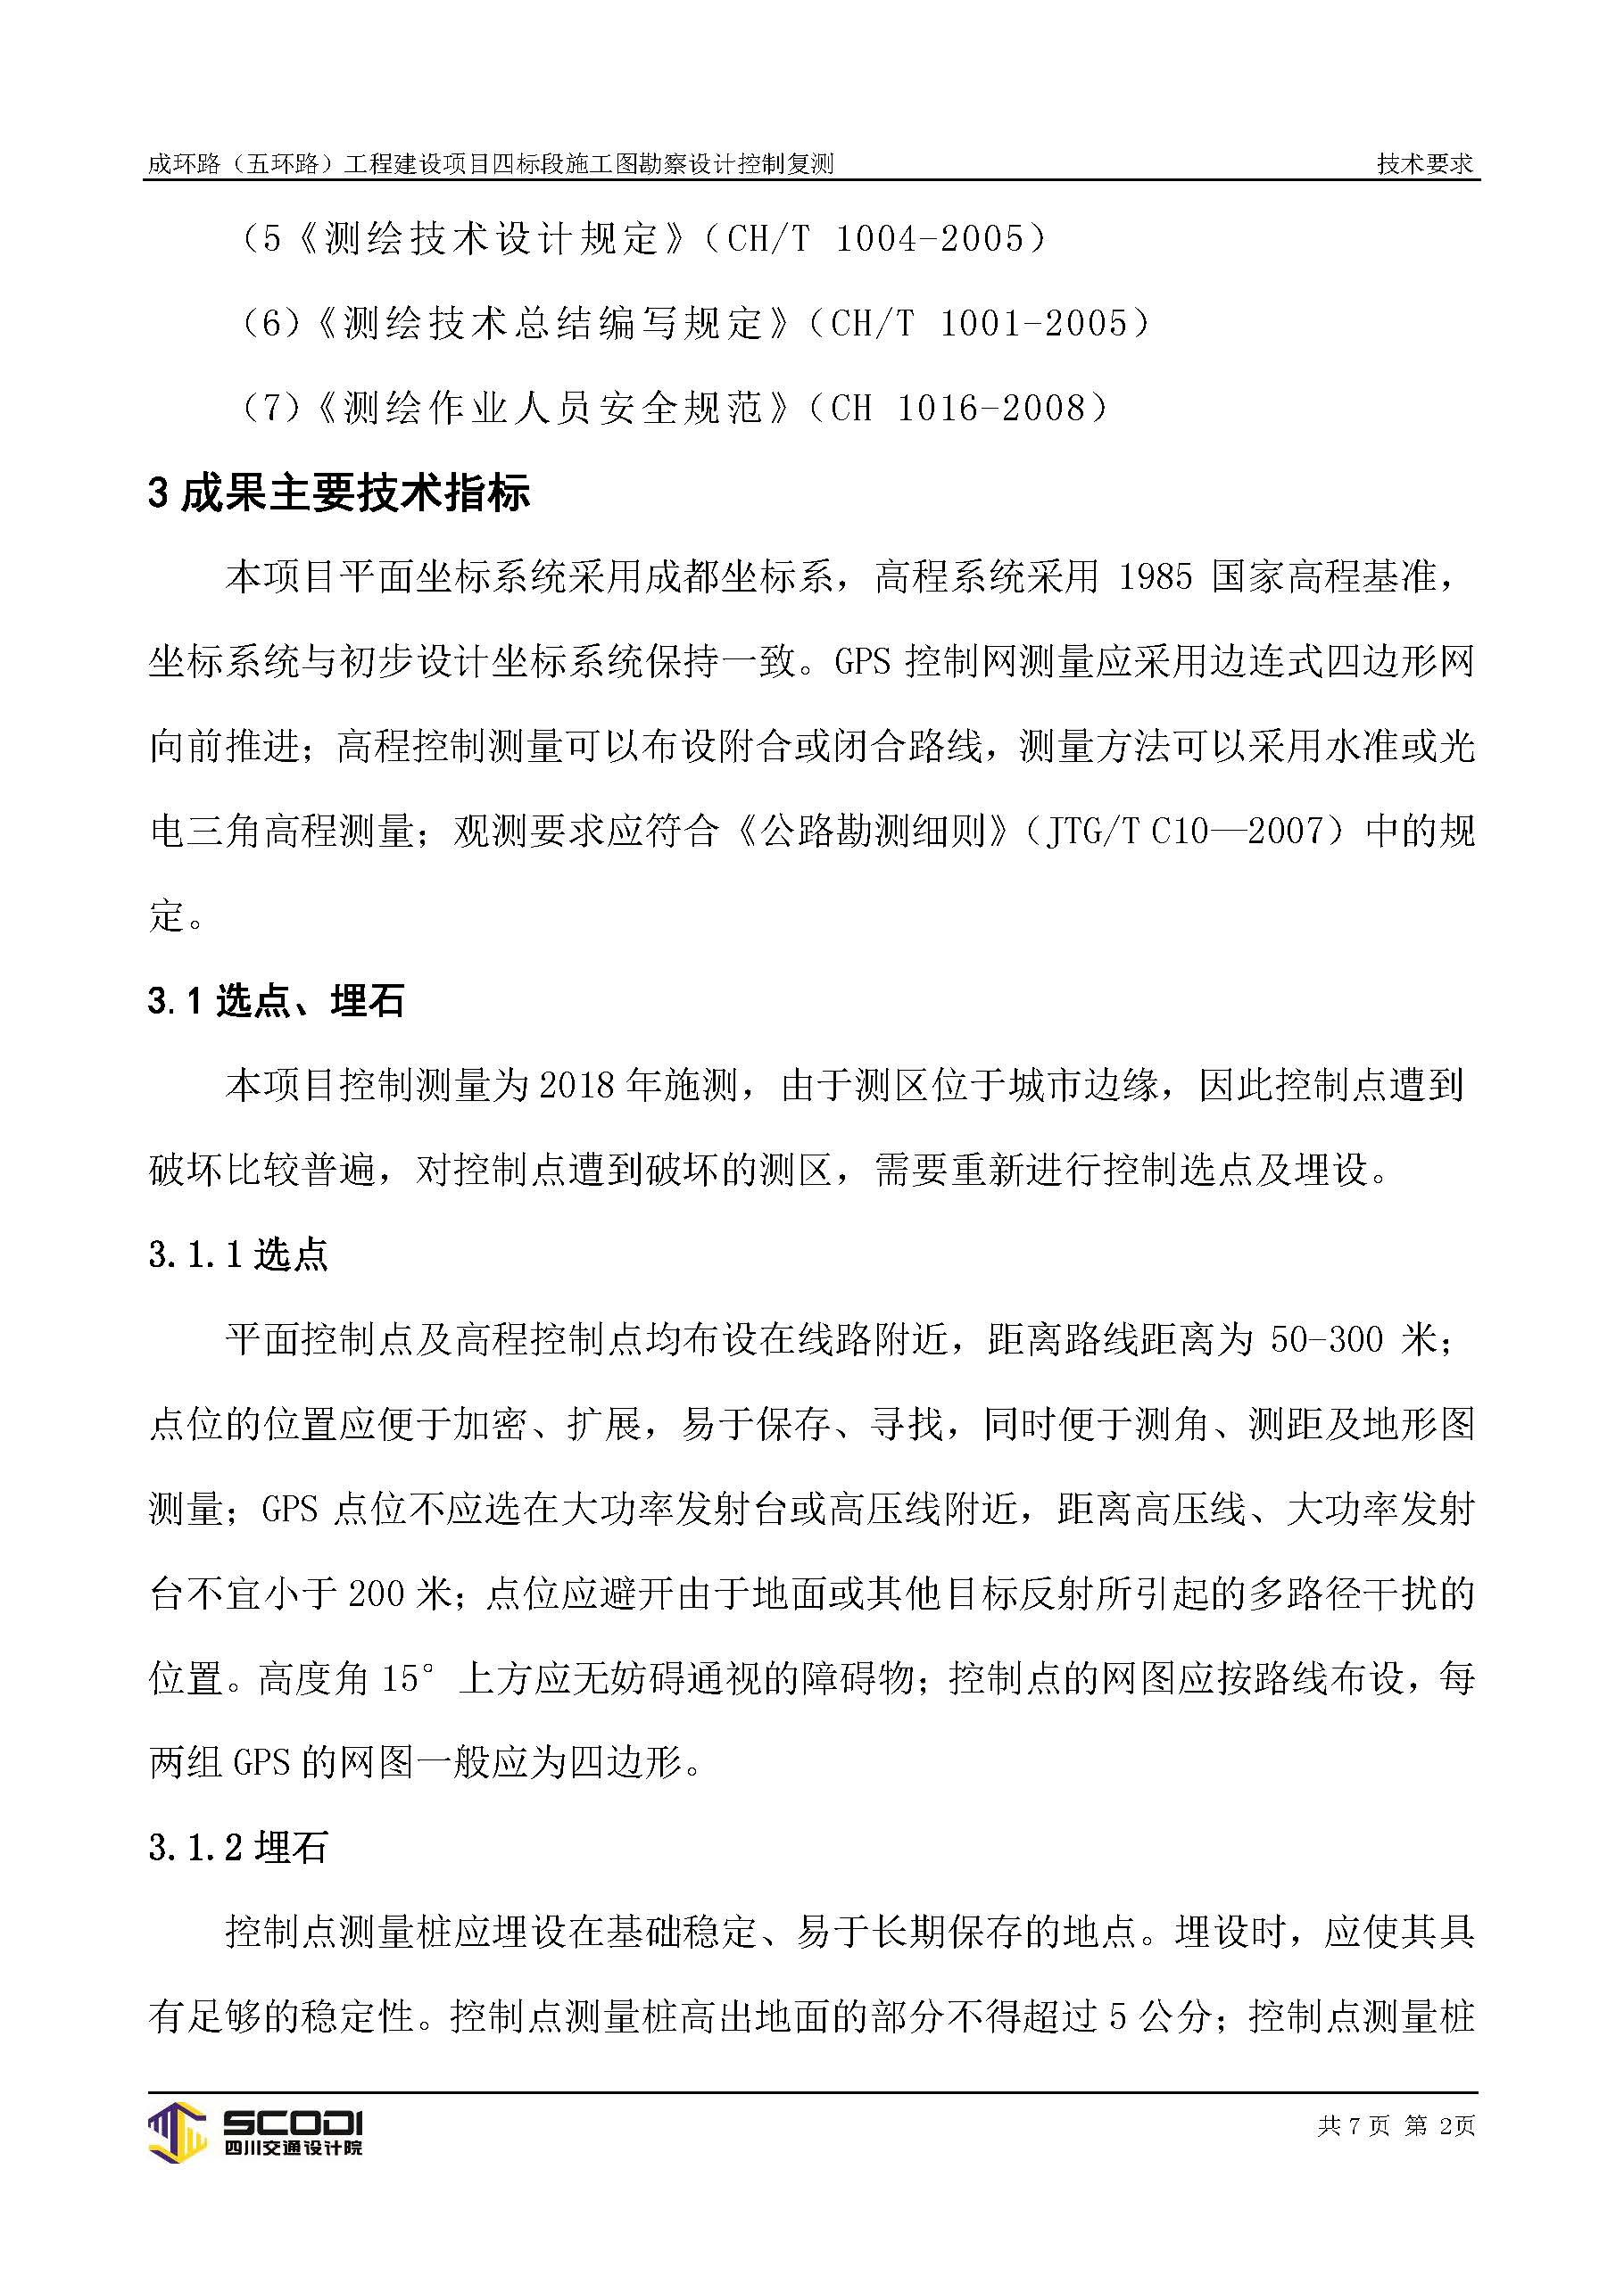 成环路（五环路）工程建设项目四标段施工图勘察设计控制复测 技术要求
（5《测绘技术设计规定》（CH/T 1004-2005）
（6）《测绘技术总结编写规定》（CH/T 1001-2005）
（7）《测绘作业人员安全规范》（CH 1016-2008）
3 成果主要技术指标
本项目平面坐标系统采用成都坐标系，高程系统采用 1985 国家高程基准，
坐标系统与初步设计坐标系统保持一致。GPS 控制网测量应采用边连式四边形网
向前推进；高程控制测量可以布设附合或闭合路线，测量方法可以采用水准或光
电三角高程测量；观测要求应符合《公路勘测细则》（JTG/T C10—2007）中的规
定。
3.1 选点、埋石
本项目控制测量为 2018 年施测，由于测区位于城市边缘，因此控制点遭到
破坏比较普遍，对控制点遭到破坏的测区，需要重新进行控制选点及埋设。
3.1.1 选点
平面控制点及高程控制点均布设在线路附近，距离路线距离为 50-300 米；
点位的位置应便于加密、扩展，易于保存、寻找，同时便于测角、测距及地形图
测量；GPS 点位不应选在大功率发射台或高压线附近，距离高压线、大功率发射
台不宜小于 200 米；点位应避开由于地面或其他目标反射所引起的多路径干扰的
位置。高度角 15°上方应无妨碍通视的障碍物；控制点的网图应按路线布设，每
两组 GPS 的网图一般应为四边形。
3.1.2 埋石
控制点测量桩应埋设在基础稳定、易于长期保存的地点。埋设时，应使其具
有足够的稳定性。控制点测量桩高出地面的部分不得超过 5 公分；控制点测量桩
SCODI
四川交通设计院
共 7 页 第 2页